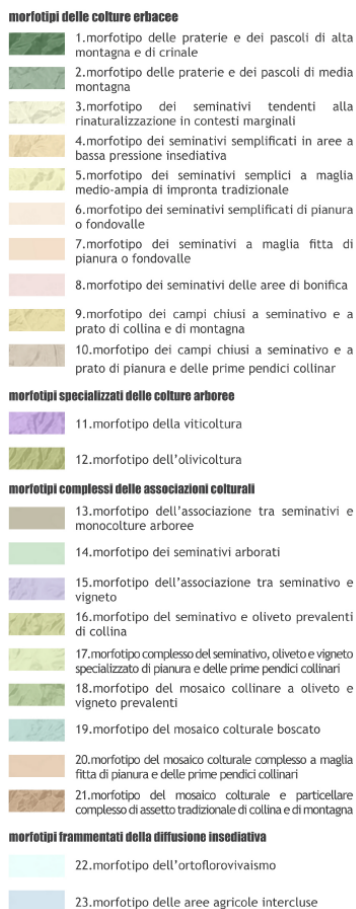 morfotipi delle colture erbacee
1.morfotipo delle praterie e dei pascoli di alta
montagna e di crinale
2.morfotipo delle praterie e dei pascoli di media
montagna
3.morfotipo dei seminativi tendenti alla
rinaturalizzazione in contesti marginali
4.morfotipo dei seminativi semplificati in aree a
bassa pressione insediativa
5.morfotipo dei seminativi semplici a maglia
medio-ampia di impronta tradizionale
6.morfotipo dei seminativi semplificati di pianura
o fondovalle
7.morfotipo dei seminativi a maglia fitta di
pianura o fondovalle
8.morfotipo dei seminativi delle aree di bonifica
9.morfotipo dei campi chiusi a seminativo e a
prato di collina e di montagna
10.morfotipo dei campi chiusi a seminativo e a
prato di pianura e delle prime pendici collinar
morfotipi specializzati delle colture arboree
11.morfotipo della viticoltura
12.morfotipo dell'olivicoltura
morfotipi complessi delle associazioni colturali
13.morfotipo dell'associazione tra seminativi e
monocolture arboree
14.morfotipo dei seminativi arborati
15.morfotipo dell'associazione tra seminativo e
vigneto
16.morfotipo del seminativo e oliveto prevalenti
di collina
17.morfotipo complesso del seminativo, oliveto e vigneto
specializzato di pianura e delle prime pendici collinari
18.morfotipo del mosaico collinare a oliveto e
vigneto prevalenti
19.morfotipo del mosaico colturale boscato
20.morfotipo del mosaico colturale complesso a maglia
fitta di pianura e delle prime pendici collinari
21.morfotipo del mosaico colturale e particellare
complesso di assetto tradizionale di collina e di montagna
morfotipi frammentati della diffusione insediativa
22.morfotipo dell'ortoflorovivaismo
23.morfotipo delle aree agricole intercluse